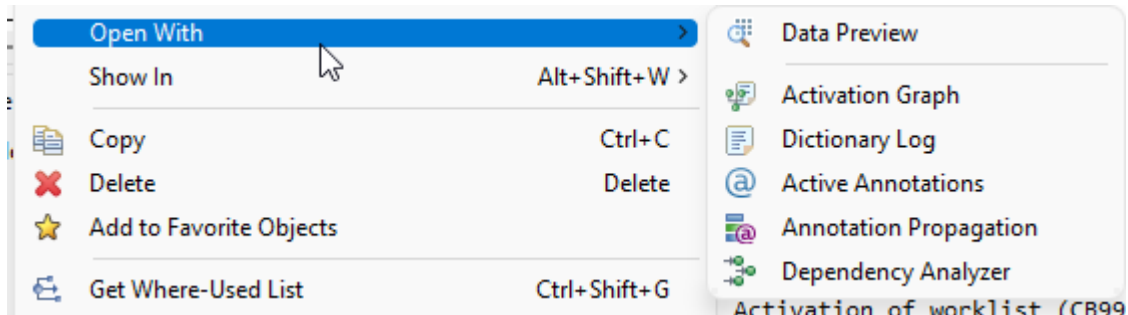 Open With >
Show In Alt+Shift+W >
Copy Ctrl+C
Delete Delete
Add to Favorite Objects
Get Where-Used List Ctrl+Shift+G
Data Preview
Activation Graph
Dictionary Log
Active Annotations
Annotation Propagation
Dependency Analyzer
Activation of worklist (CB99